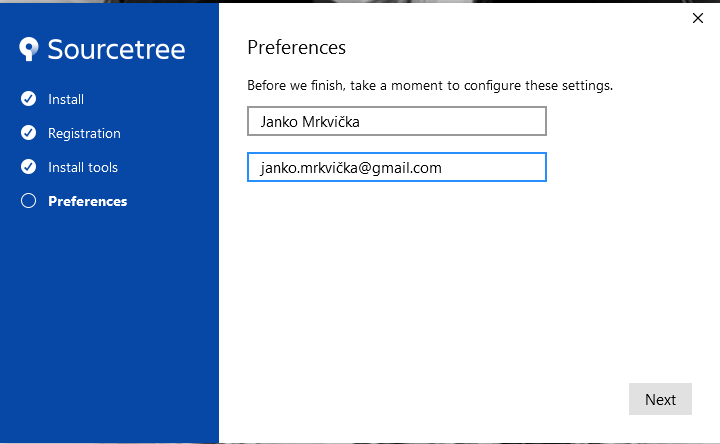 Sourcetree
Install
Registration
Install tools
Preferences
Preferences
Before we finish, take a moment to configure these settings.
Janko Mrkvička
janko.mrkvička@gmail.com
Next